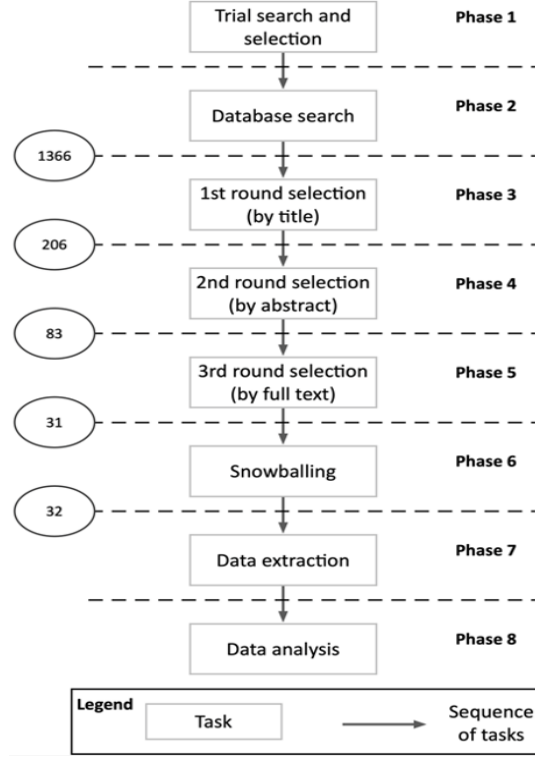 Trial search and
selection
Phase 1
Database search
Phase 2
1366
1st round selection
(by title)
Phase 3
206
2nd round selection
(by abstract)
Phase 4
83
3rd round selection
(by full text)
Phase 5
31
Snowballing
Phase 6
32
Data extraction
Phase 7
Data analysis
Phase 8
Legend
Task
Sequence
of tasks